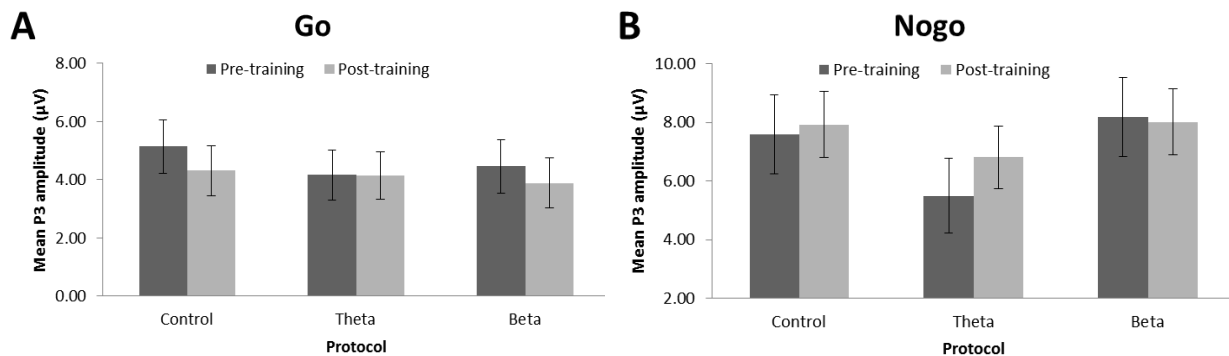 A
Go
Pre-training
Post-training
Mean P3 amplitude (µV)
8.00
6.00
4.00
2.00
0.00
Control
Theta
Beta
Protocol
B
Nogo
Pre-training
Post-training
Mean P3 amplitude (µV)
10.00
8.00
6.00
4.00
2.00
Control
Theta
Beta
Protocol